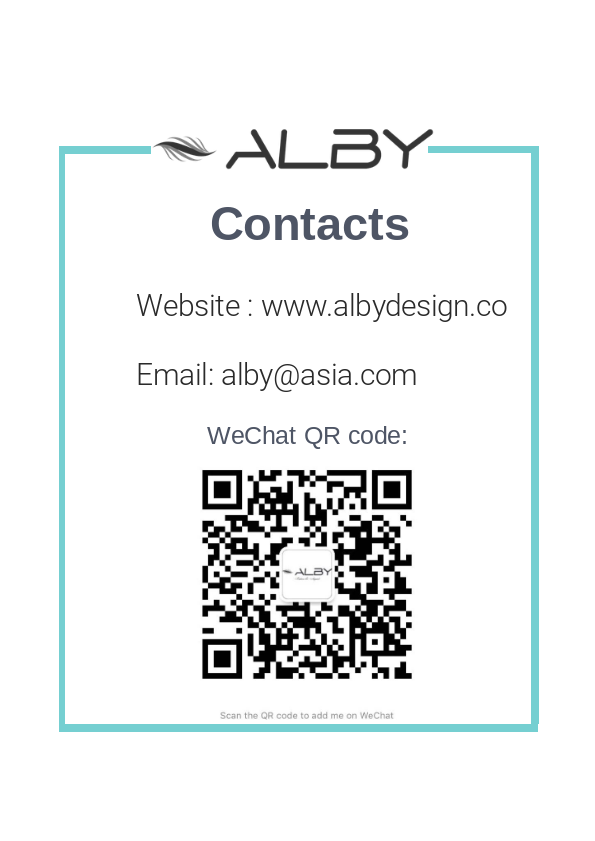 ALBY
Contacts
Website : www.albydesign.co
Email: alby@asia.com
WeChat QR code:
ALBY
Scan the QR code to add me on WeChat